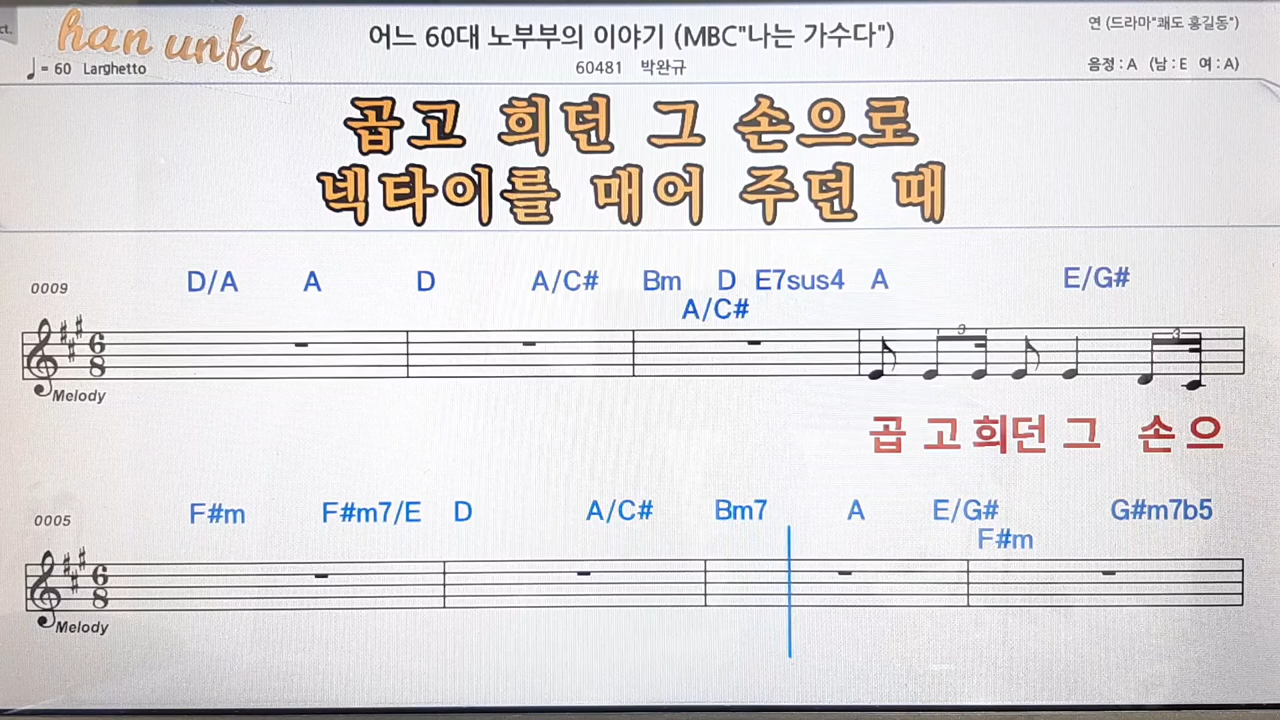 ct.
han unfa
어느 60대 노부부의 이야기 (MBC"나는 가수다")
연 (드라마"쾌도 홍길동")
♩ = 60 Larghetto
60481 박완규
음정 : A (남 : E 여 : A)
곱고 희던 그 손으로
넥타이를 매어 주던 때
0009
D/A A D A/C# Bm D E7sus4 A E/G#
A/C#
6
8
3 3
Melody
곱 고 희던 그 손 으
0005
F#m F#m7/E D A/C# Bm7 A E/G# G#m7b5
F#m
6
8
Melody